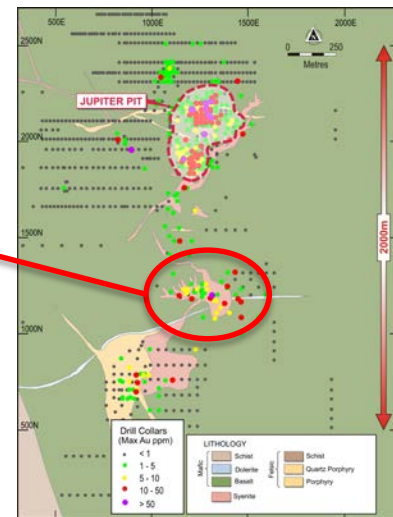 500E 1000E 2000E
2500N
0 250
Metres
JUPITER PIT
2000N
1500N
2000m
1000N
500N
Drill Collars
(Max Au ppm)
< 1
1 - 5
5 - 10
10 - 50
> 50
LITHOLOGY
Mafic
Schist
Dolerite
Basalt
Syenite
Felsic
Schist
Quartz Porphyry
Porphyry